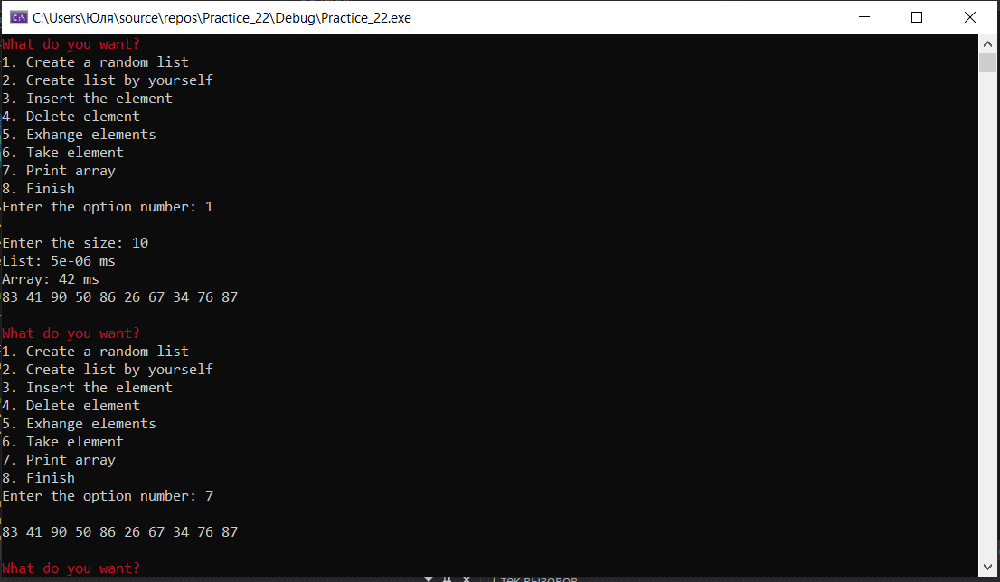 C:\Users\Юля\source\repos\Practice_22\Debug\Practice_22.exe
What do you want?
1. Create a random list
2. Create list by yourself
3. Insert the element
4. Delete element
5. Exhange elements
6. Take element
7. Print array
8. Finish
Enter the option number: 1
Enter the size: 10
List: 5e-06 ms
Array: 42 ms
83 41 90 50 86 26 67 34 76 87
What do you want?
1. Create a random list
2. Create list by yourself
3. Insert the element
4. Delete element
5. Exhange elements
6. Take element
7. Print array
8. Finish
Enter the option number: 7
83 41 90 50 86 26 67 34 76 87
What do you want?